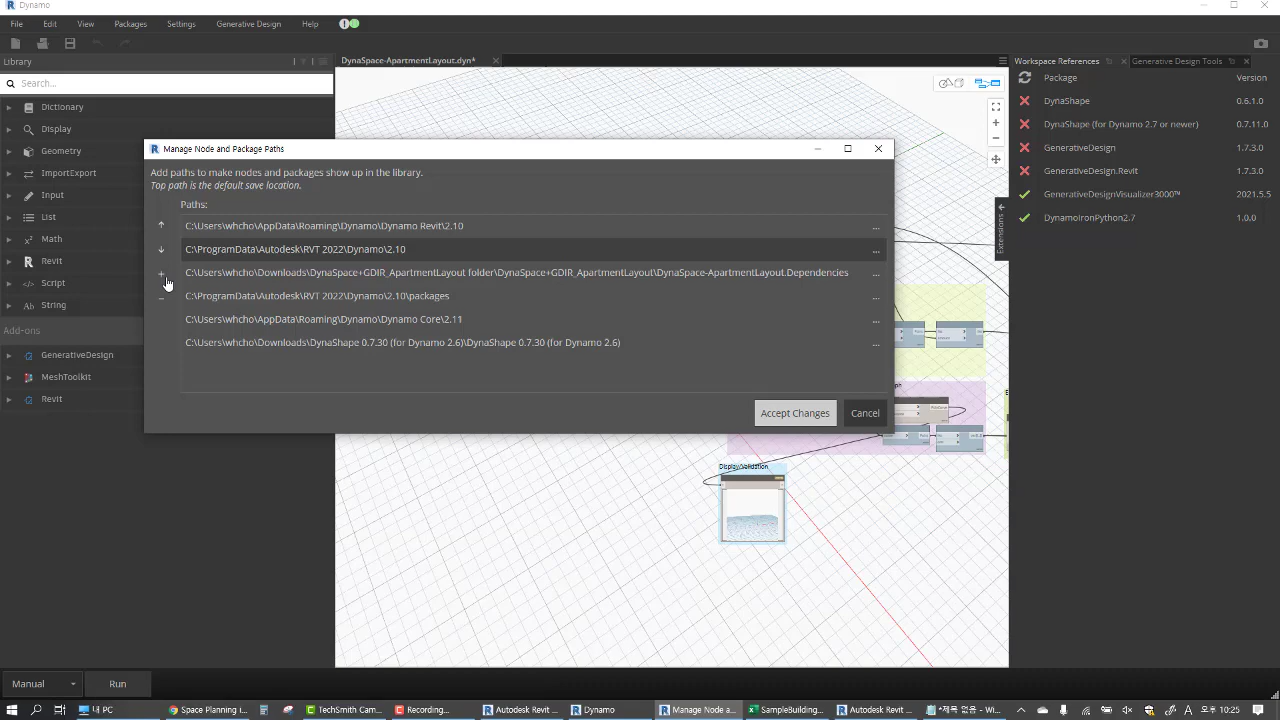 Dynamo
File Edit View Packages Settings Generative Design Help
Library
DynaSpace-ApartmentLayout.dyn*
Workspace References
Generative Design Tools
Search...
Package Version
Dictionary
DynaShape 0.6.1.0
Display
DynaShape (for Dynamo 2.7 or newer) 0.7.11.0
Geometry
GenerativeDesign 1.7.3.0
ImportExport
GenerativeDesign.Revit 1.7.3.0
Input
GenerativeDesignVisualizer3000™ 2021.5.5
List
DynamoIronPython2.7 1.0.0
Math
Revit
Script
String
Add-ons
GenerativeDesign
MeshToolkit
Revit
Extensions
Manage Node and Package Paths
Add paths to make nodes and packages show up in the library.
Top path is the default save location.
Paths:
C:\Users\whcho\AppData\Roaming\Dynamo\Dynamo Revit\2.10 ...
C:\ProgramData\Autodesk\RVT 2022\Dynamo\2.10 ...
C:\Users\whcho\Downloads\DynaSpace+GDIR_ApartmentLayout folder\DynaSpace+GDIR_ApartmentLayout\DynaSpace-ApartmentLayout.Dependencies ...
C:\ProgramData\Autodesk\RVT 2022\Dynamo\2.10\packages ...
C:\Users\whcho\AppData\Roaming\Dynamo\Dynamo Core\2.11 ...
C:\Users\whcho\Downloads\DynaShape 0.7.30 (for Dynamo 2.6)\DynaShape 0.7.30 (for Dynamo 2.6) ...
Accept Changes Cancel
Display/Validation
Manual Run
내 PC
Space Planning i...
TechSmith Cam...
Recording...
Autodesk Revit ...
Dynamo
Manage Node a...
SampleBuilding...
Autodesk Revit ...
*제목 없음 - Wi...
A 오후 10:25